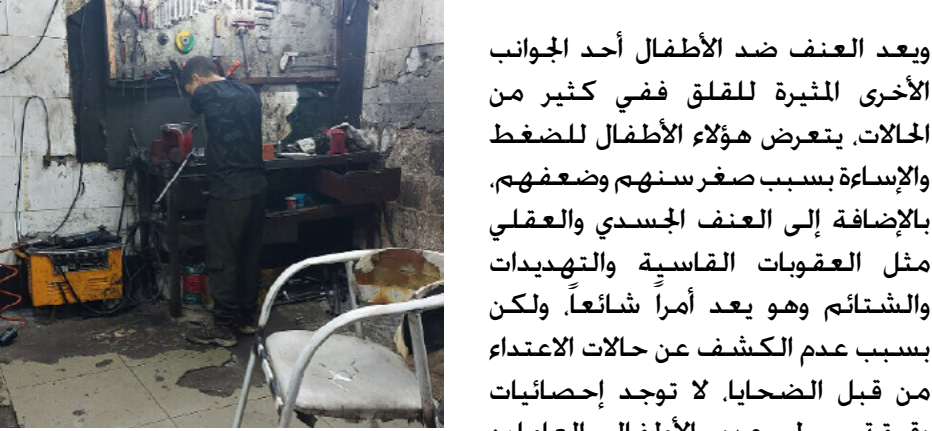 ويعد العنف ضد الأطفال أحد الجوانب
الأخرى المثيرة للقلق ففي كثير من
الحالات، يتعرض هؤلاء الأطفال للضغط
والإساءة بسبب صغر سنهم وضعفهم،
بالإضافة إلى العنف الجسدي والعقلي
مثل العقوبات القاسية والتهديدات
والشتائم وهو يعد أمراً شائعاً، ولكن
بسبب عدم الكشف عن حالات الاعتداء
من قبل الضحايا، لا توجد إحصائيات